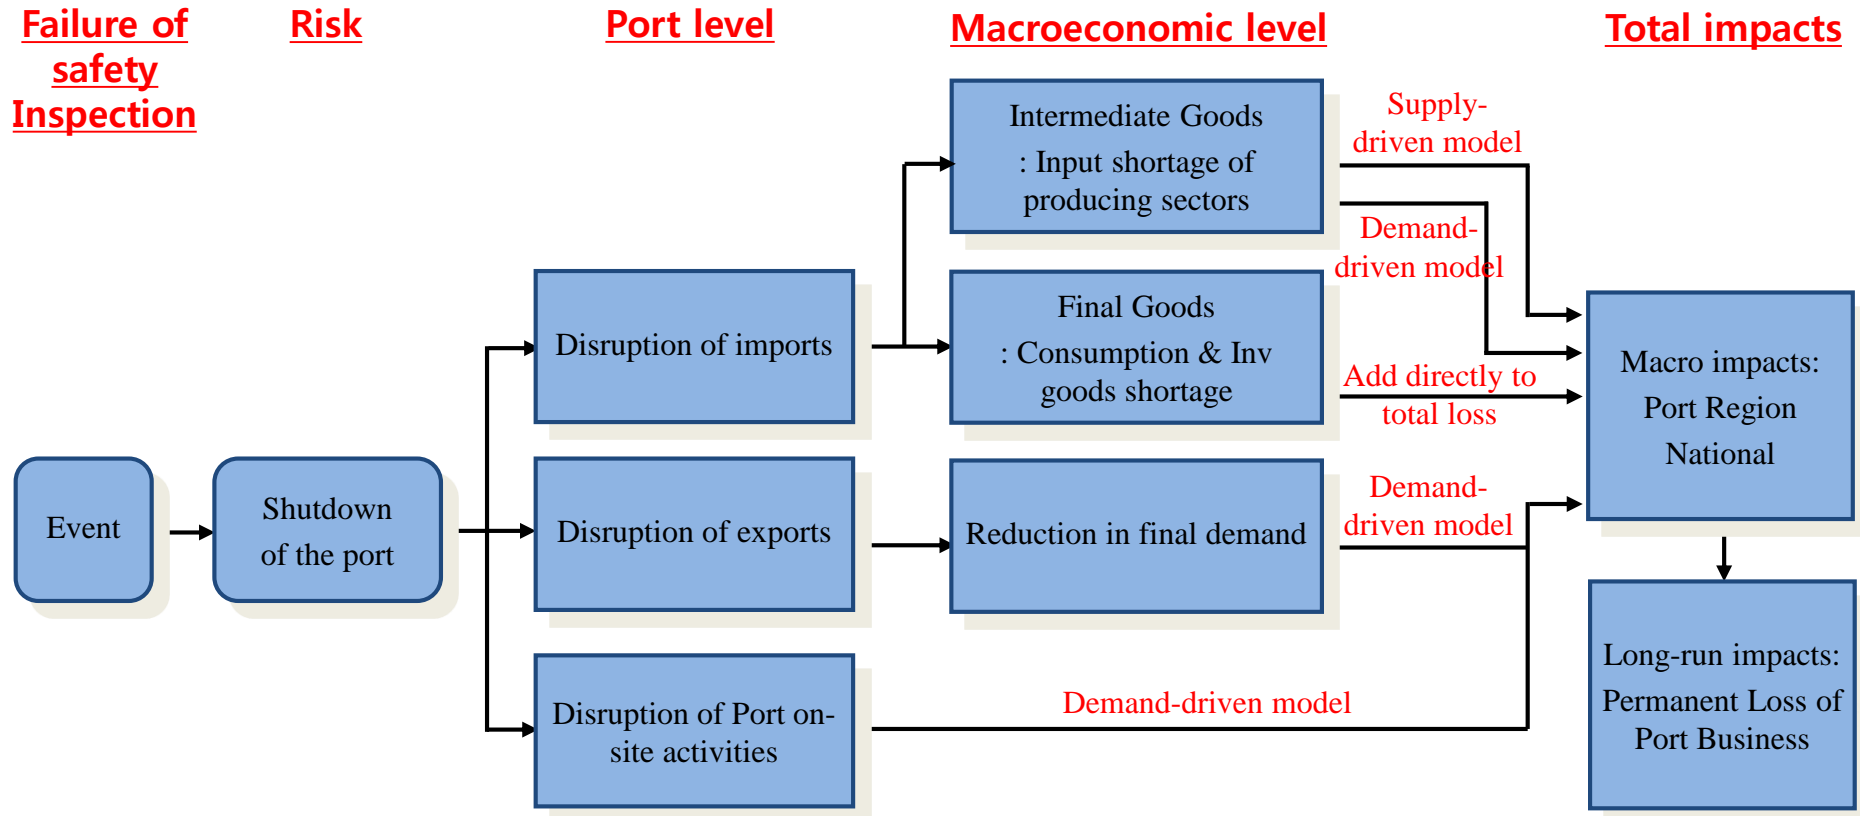 Failure of
safety
Inspection
Risk
Port level
Macroeconomic level
Total impacts
Event
Shutdown
of the port
Disruption of imports
Disruption of exports
Disruption of Port on-
site activities
Intermediate Goods
: Input shortage of
producing sectors
Final Goods
: Consumption & Inv
goods shortage
Reduction in final demand
Supply-
driven model
Demand-
driven model
Add directly to
total loss
Demand-
driven model
Demand-driven model
Macro impacts:
Port Region
National
Long-run impacts:
Permanent Loss of
Port Business